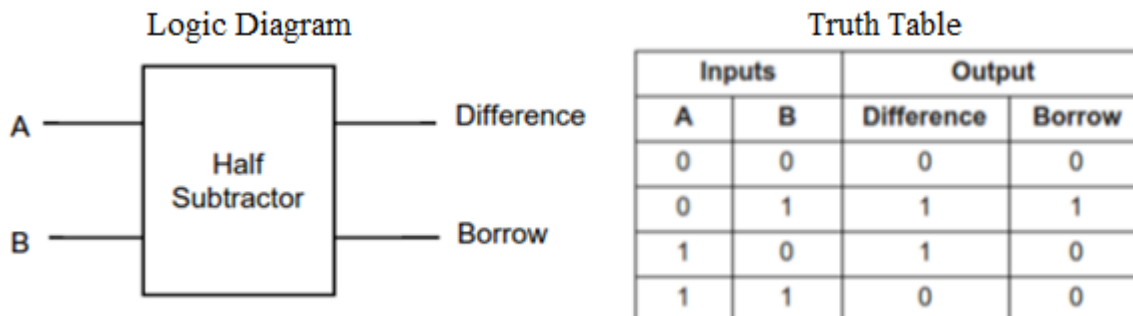 Logic Diagram
A
B
Half
Subtractor
Difference
Borrow
Truth Table
Inputs Output
A B Difference Borrow
0 0 0 0
0 1 1 1
1 0 1 0
1 1 0 0